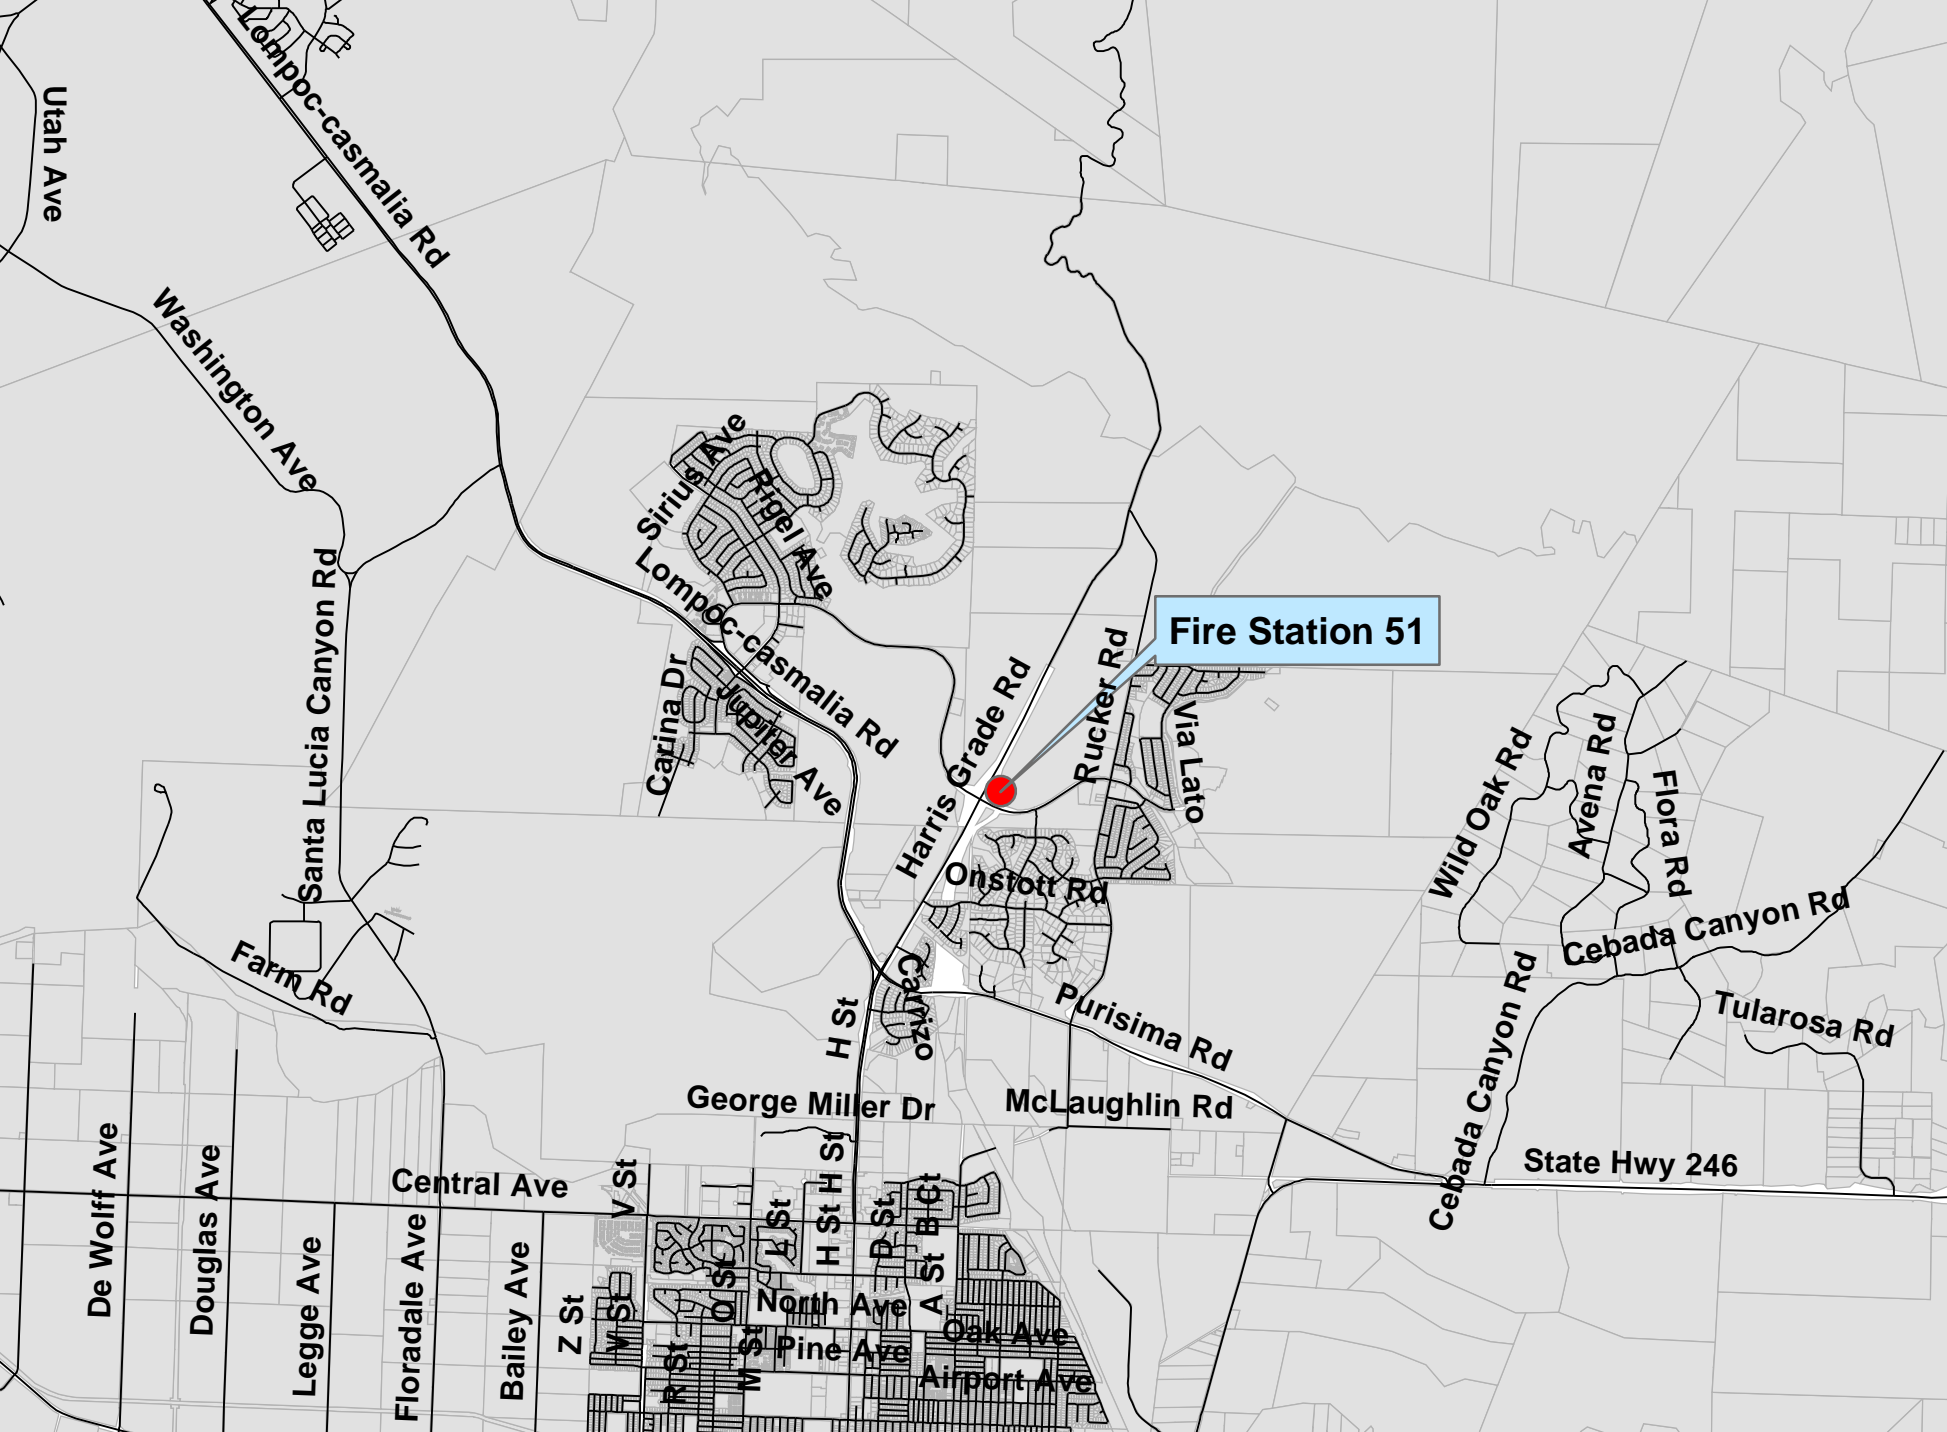 Lompoc-casmalia Rd
Utah Ave
Washington Ave
Sirius Ave
Rigel Ave
Lompoc-casmalia Rd
Santa Lucia Canyon Rd
Fire Station 51
Carina Dr
Jupiter Ave
Harris Grade Rd
Rucker Rd
Via Lato
Wild Oak Rd
Avena Rd
Flora Rd
Onstott Rd
Cebada Canyon Rd
Farm Rd
Carrizo
H St
Purisima Rd
Cebada Canyon Rd
Tularosa Rd
George Miller Dr
McLaughlin Rd
De Wolff Ave
Douglas Ave
Central Ave
V St
H St
State Hwy 246
L St
H St
D St
B Ct
Legge Ave
Floradale Ave
Bailey Ave
Z St
W St
O St
North Ave
A St
Oak Ave
R St
M St
Pine Ave
Airport Ave